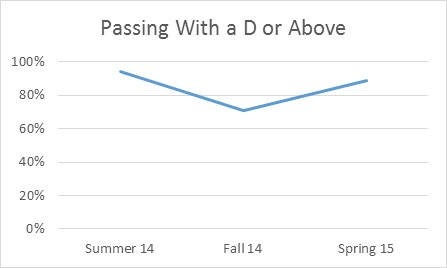 Passing With a D or Above
100%
80%
60%
40%
20%
0%
Summer 14
Fall 14
Spring 15